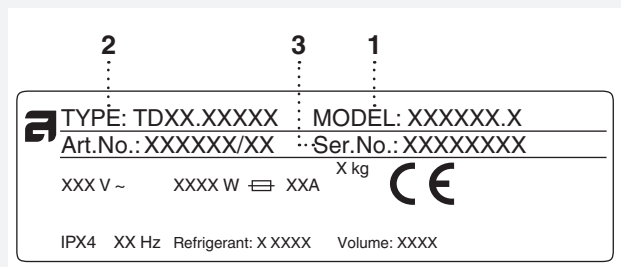 2 3 1
TYPE: TDXX.XXXXX MODEL: XXXXXX.X
Art.No.: XXXXXX/XX Ser.No.: XXXXXXXX
X kg
XXX V ~ XXXX W XXA CE
IPX4 XX Hz Refrigerant: X XXXX Volume: XXXX